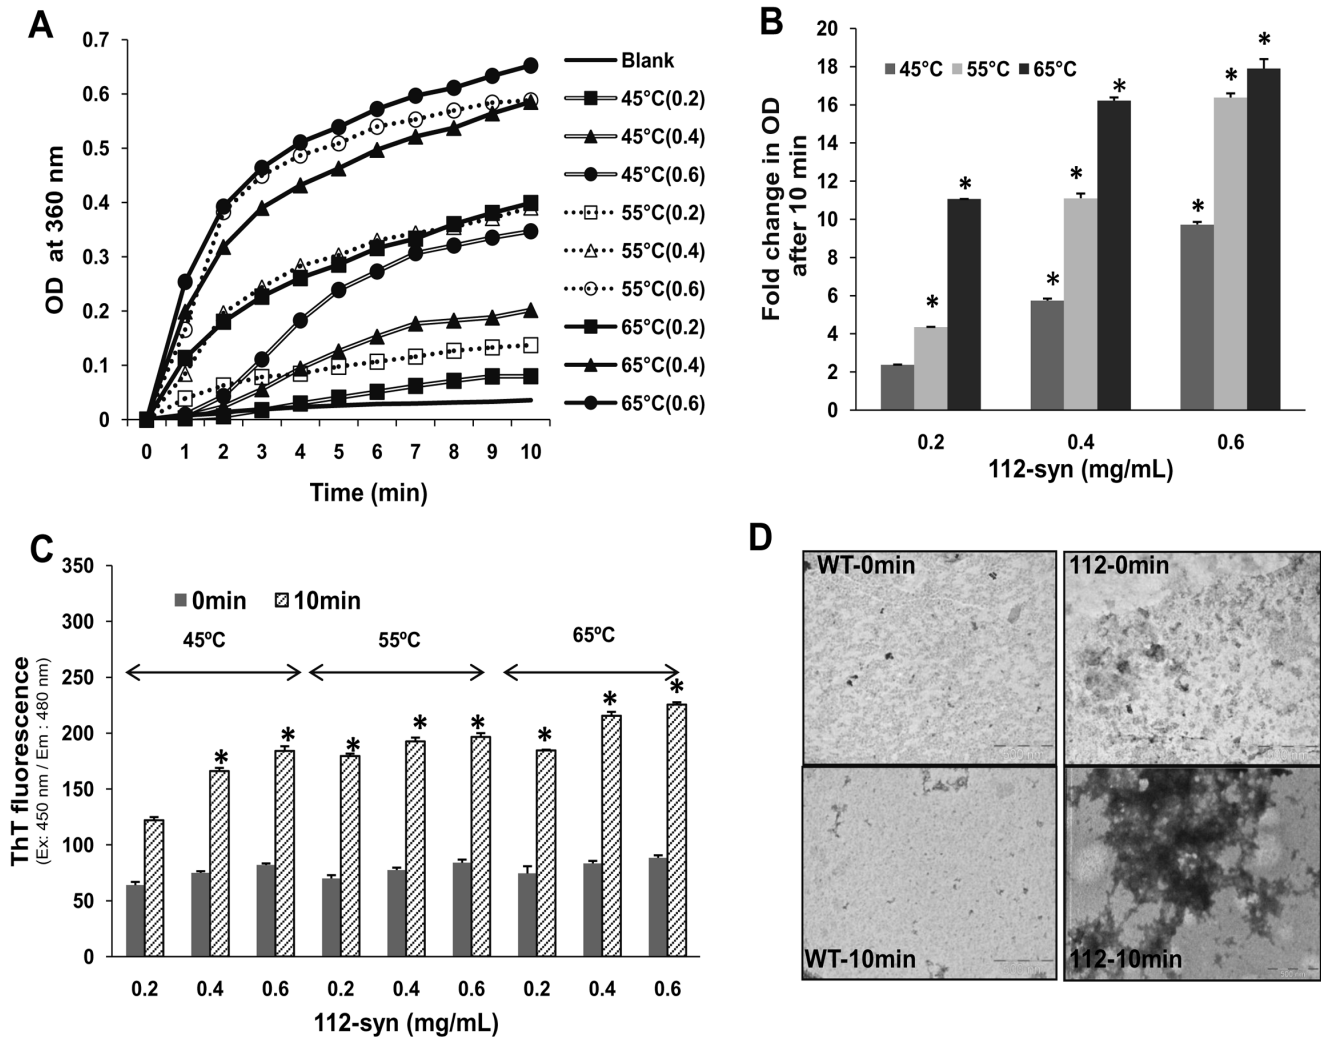 A
0.7
0.6
0.5
0.4
0.3
0.2
0.1
0
OD at 360 nm
0 1 2 3 4 5 6 7 8 9 10
Time (min)
Blank
45°C(0.2)
45°C(0.4)
45°C(0.6)
55°C(0.2)
55°C(0.4)
55°C(0.6)
65°C(0.2)
65°C(0.4)
65°C(0.6)
B
20
18
16
14
12
10
8
6
4
2
0
Fold change in OD
after 10 min
45°C 55°C 65°C
*
*
*
*
*
*
*
*
0.2 0.4 0.6
112-syn (mg/mL)
C
350
300
250
200
150
100
50
0
ThT fluorescence
(Ex: 450 nm / Em : 480 nm)
0min 10min
45ºC 55ºC 65ºC
* * * * * * * *
0.2 0.4 0.6 0.2 0.4 0.6 0.2 0.4 0.6
112-syn (mg/mL)
D
WT-0min
112-0min
WT-10min
112-10min